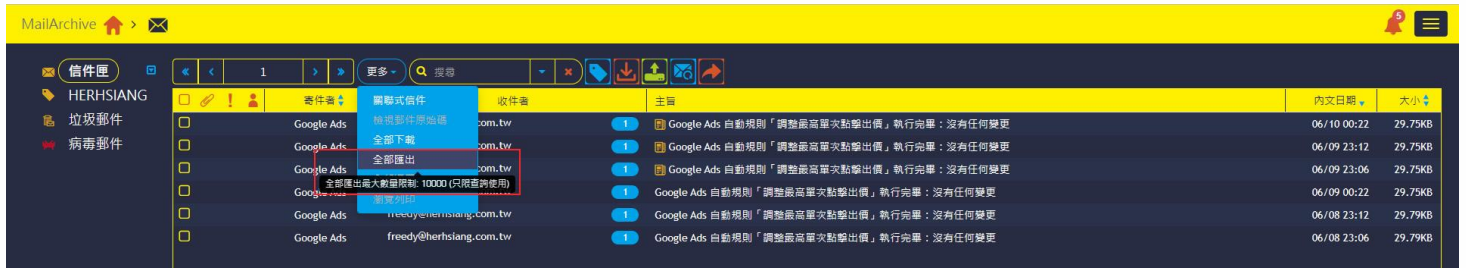 MailArchive >
5
信件匣
HERHSIANG
垃圾郵件
病毒郵件
« < 1 > » 更多 搜尋 ×
寄件者 收件者 主旨 內文日期 大小
關聯式信件
檢視郵件原始碼
全部下載
全部匯出
全部匯出最大數量限制: 10000 (只限查詢使用)
瀏覽列印
Google Ads com.tw 1 Google Ads 自動規則「調整最高單次點擊出價」執行完畢：沒有任何變更 06/10 00:22 29.75KB
Google Ads com.tw 1 Google Ads 自動規則「調整最高單次點擊出價」執行完畢：沒有任何變更 06/09 23:12 29.75KB
Google Ads com.tw 1 Google Ads 自動規則「調整最高單次點擊出價」執行完畢：沒有任何變更 06/09 23:06 29.75KB
Google Ads com.tw 1 Google Ads 自動規則「調整最高單次點擊出價」執行完畢：沒有任何變更 06/09 00:22 29.75KB
Google Ads freedy@herhsiang.com.tw 1 Google Ads 自動規則「調整最高單次點擊出價」執行完畢：沒有任何變更 06/08 23:12 29.79KB
Google Ads freedy@herhsiang.com.tw 1 Google Ads 自動規則「調整最高單次點擊出價」執行完畢：沒有任何變更 06/08 23:06 29.79KB